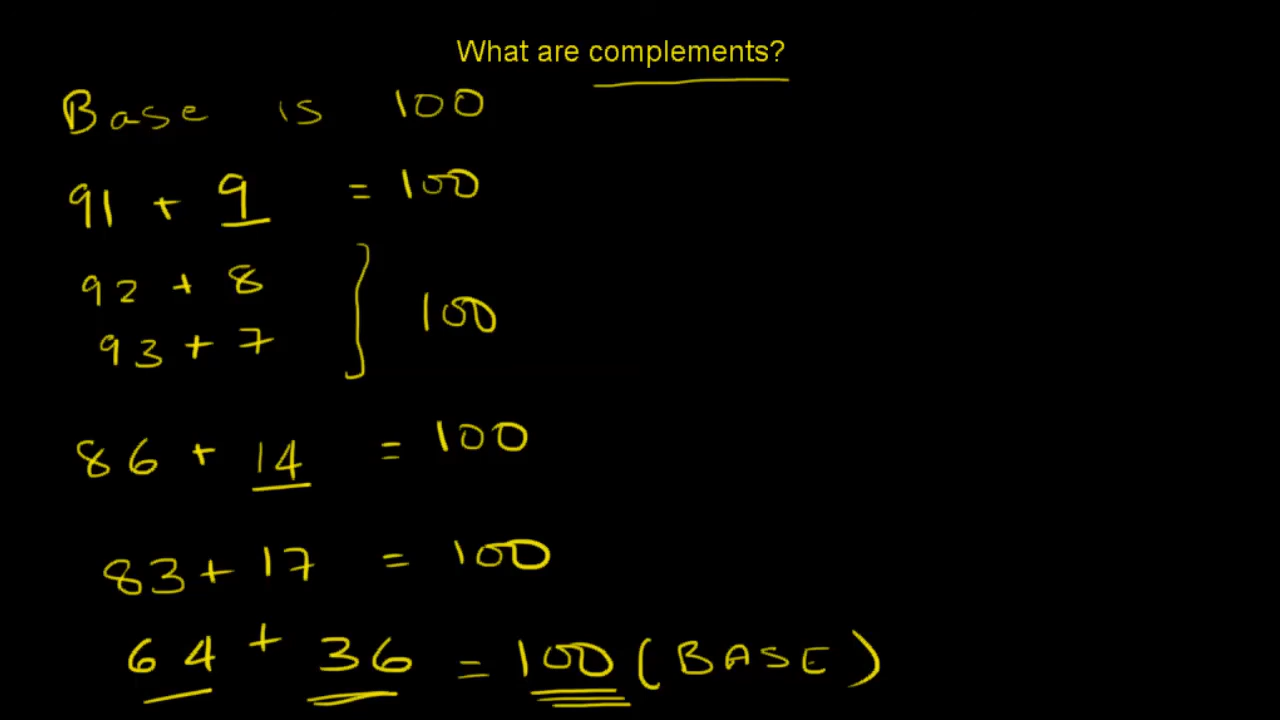 What are complements?
Base is 100
91 + 9 = 100
92 + 8
93 + 7
100
86 + 14 = 100
83 + 17 = 100
64 + 36 = 100 (BASE)